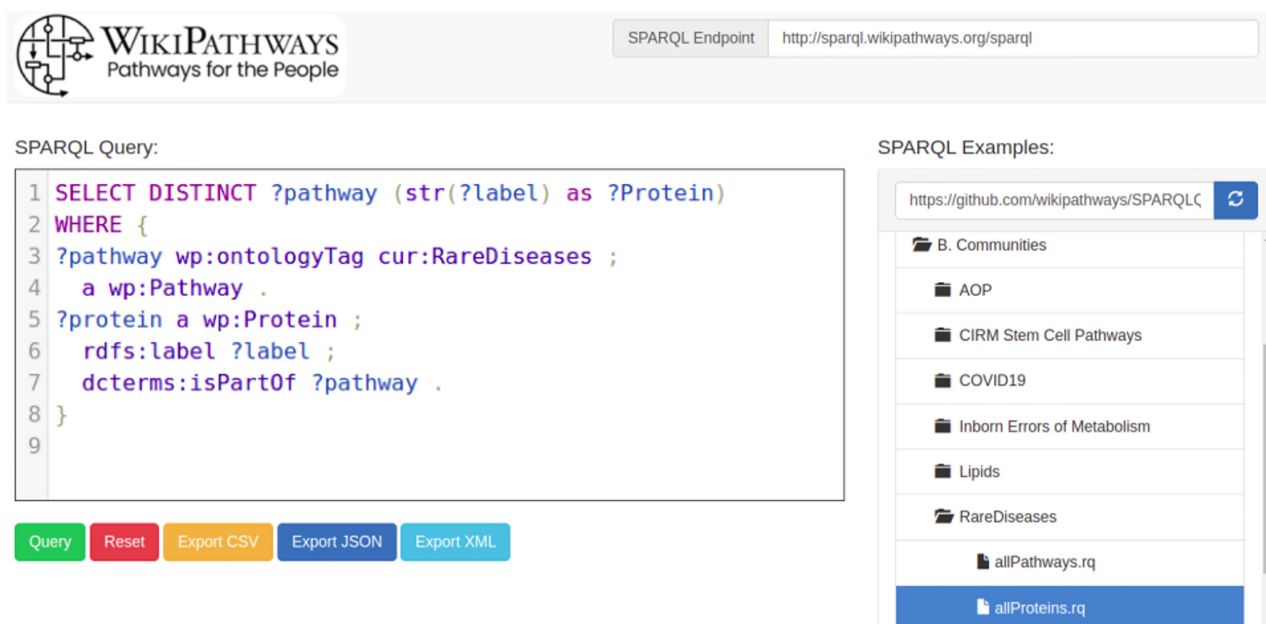 WIKIPATHWAYS
Pathways for the People
SPARQL Endpoint http://sparql.wikipathways.org/sparql
SPARQL Query:
1 SELECT DISTINCT ?pathway (str(?label) as ?Protein)
2 WHERE {
3 ?pathway wp:ontologyTag cur:RareDiseases ;
4 a wp:Pathway .
5 ?protein a wp:Protein ;
6 rdfs:label ?label ;
7 dcterms:isPartOf ?pathway .
8 }
9
Query Reset Export CSV Export JSON Export XML
SPARQL Examples:
https://github.com/wikipathways/SPARQLQ
B. Communities
AOP
CIRM Stem Cell Pathways
COVID19
Inborn Errors of Metabolism
Lipids
RareDiseases
allPathways.rq
allProteins.rq